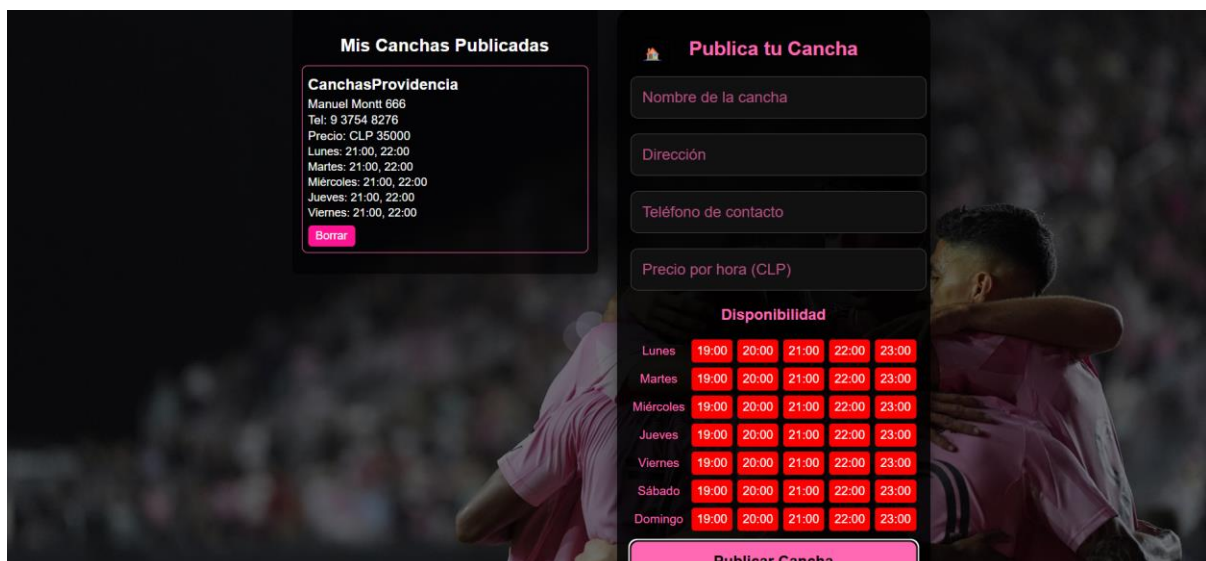 Mis Canchas Publicadas
CanchasProvidencia
Manuel Montt 666
Tel: 9 3754 8276
Precio: CLP 35000
Lunes: 21:00, 22:00
Martes: 21:00, 22:00
Miércoles: 21:00, 22:00
Jueves: 21:00, 22:00
Viernes: 21:00, 22:00
Borrar
Publica tu Cancha
Nombre de la cancha
Dirección
Teléfono de contacto
Precio por hora (CLP)
Disponibilidad
Lunes 19:00 20:00 21:00 22:00 23:00
Martes 19:00 20:00 21:00 22:00 23:00
Miércoles 19:00 20:00 21:00 22:00 23:00
Jueves 19:00 20:00 21:00 22:00 23:00
Viernes 19:00 20:00 21:00 22:00 23:00
Sábado 19:00 20:00 21:00 22:00 23:00
Domingo 19:00 20:00 21:00 22:00 23:00
Publicar Cancha